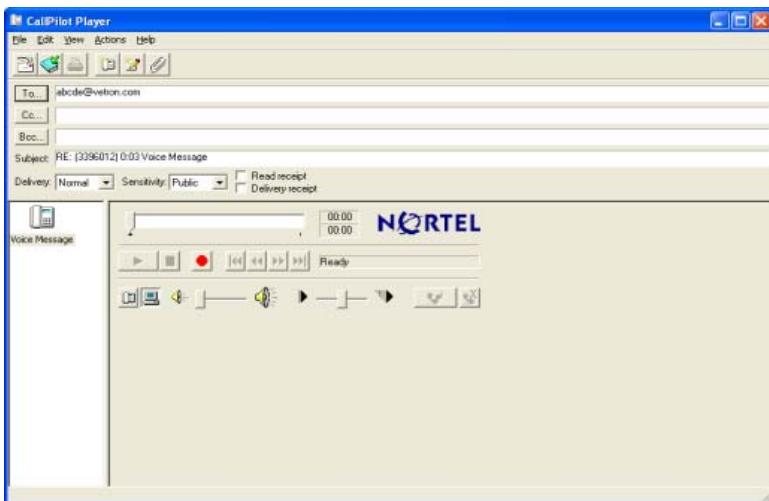 CallPilot Player
File Edit View Actions Help
To... abcde@vetron.com
Cc...
Bcc...
Subject: RE: (3396012) 0:03 Voice Message
Delivery: Normal Sensitivity: Public Read receipt
Delivery receipt
Voice Message
00:00
00:00
NORTEL
Ready